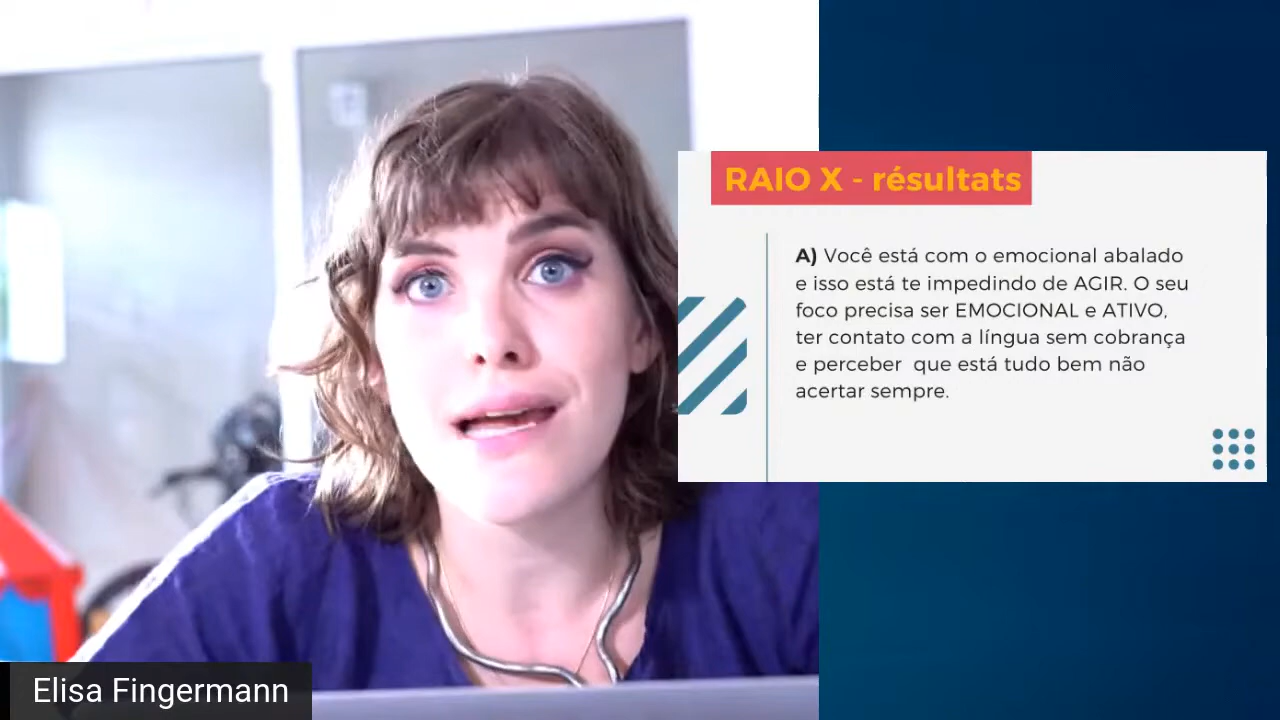 RAIO X - résultats
A) Você está com o emocional abalado
e isso está te impedindo de AGIR. O seu
foco precisa ser EMOCIONAL e ATIVO,
ter contato com a língua sem cobrança
e perceber que está tudo bem não
acertar sempre.
Elisa Fingermann